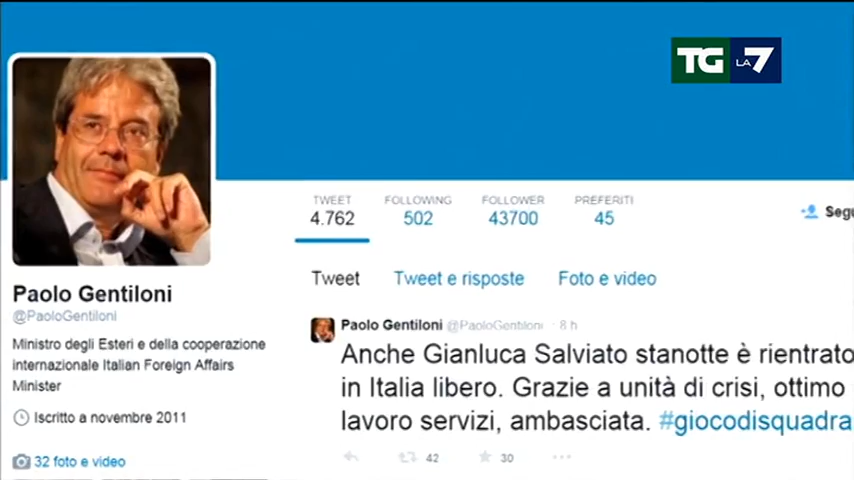 TG LA 7
TWEET FOLLOWING FOLLOWER PREFERITI
4.762 502 43700 45
Tweet Tweet e risposte Foto e video
Paolo Gentiloni
@PaoloGentiloni
Ministro degli Esteri e della cooperazione
internazionale Italian Foreign Affairs
Minister
Iscritto a novembre 2011
32 foto e video
Paolo Gentiloni @PaoloGentiloni · 8 h
Anche Gianluca Salviato stanotte è rientrato
in Italia libero. Grazie a unità di crisi, ottimo
lavoro servizi, ambasciata. #giocodisquadra
42 30